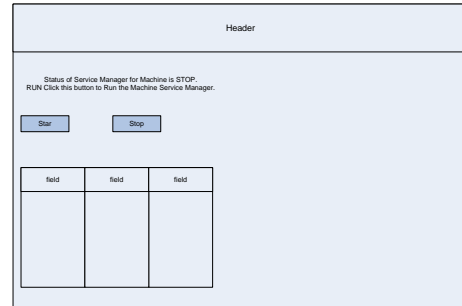 Header
Status of Service Manager for Machine is STOP.
RUN Click this button to Run the Machine Service Manager.
Star Stop
field field field